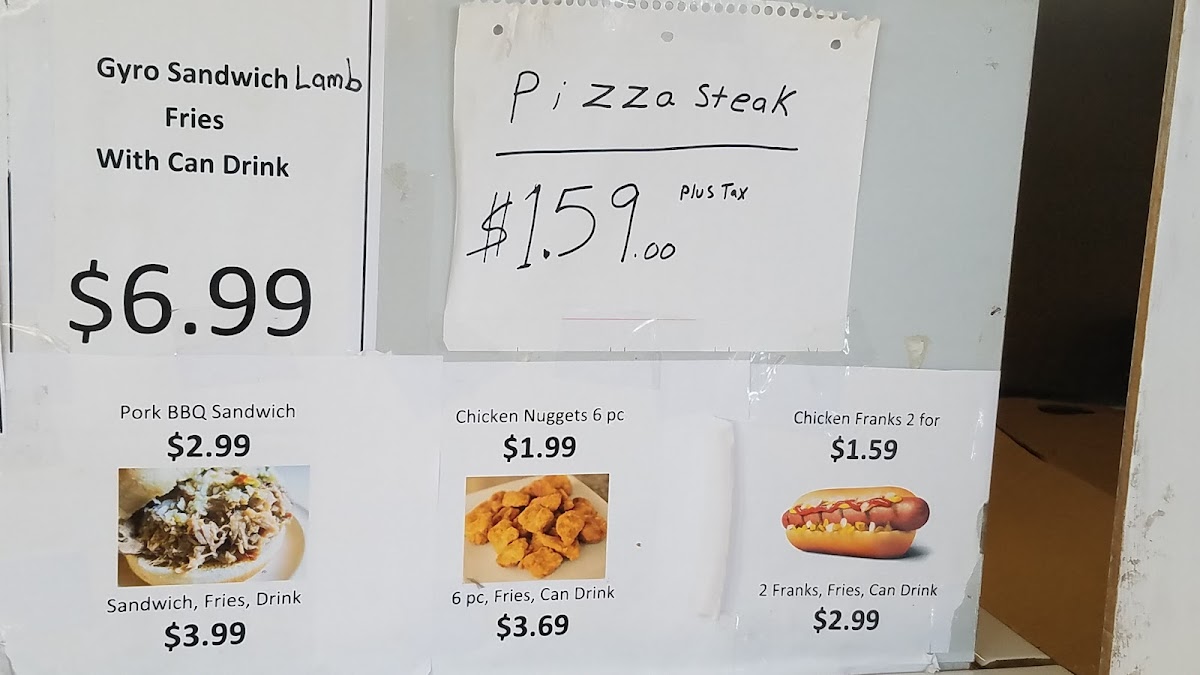 Gyro Sandwich Lamb
Fries
With Can Drink
$6.99
Pizza Steak
$1.59.00 Plus Tax
Pork BBQ Sandwich
$2.99
Sandwich, Fries, Drink
$3.99
Chicken Nuggets 6 pc
$1.99
6 pc, Fries, Can Drink
$3.69
Chicken Franks 2 for
$1.59
2 Franks, Fries, Can Drink
$2.99